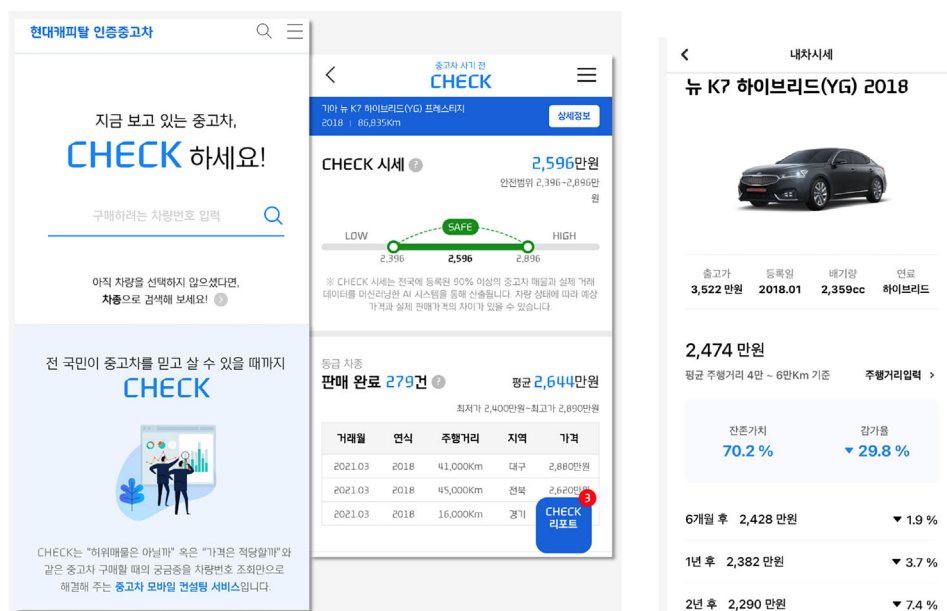 현대캐피탈 인증중고차
지금 보고 있는 중고차,
CHECK 하세요!
구매하려는 차량번호 입력
아직 차량을 선택하지 않으셨다면,
차종으로 검색해 보세요!
전 국민이 중고차를 믿고 살 수 있을 때까지
CHECK
CHECK는 "허위매물은 아닐까" 혹은 "가격은 적당할까"와
같은 중고차 구매할 때의 궁금증을 차량번호 조회만으로
해결해 주는 중고차 모바일 컨설팅 서비스입니다.
중고차 사기 전
CHECK
기아 뉴 K7 하이브리드(YG) 프레스티지
2018 | 86,835Km
상세정보
CHECK 시세 ?
2,596만원
안전범위 2,396~2,896만
원
SAFE
LOW
HIGH
2,396
2,596
2,896
※ CHECK 시세는 전국에 등록된 90% 이상의 중고차 매물과 실제 거래
데이터를 머신러닝한 AI 시스템을 통해 산출됩니다. 차량 상태에 따라 예상
가격과 실제 판매가격의 차이가 있을 수 있습니다.
동급 차종
판매 완료 279건 ?
평균 2,644만원
최저가 2,400만원~최고가 2,890만원
거래월 연식 주행거리 지역 가격
2021.03 2018 41,000Km 대구 2,880만원
2021.03 2018 45,000Km 전북 2,620만원
2021.03 2018 16,000Km 경기
3
CHECK
리포트
내차시세
뉴 K7 하이브리드(YG) 2018
출고가 등록일 배기량 연료
3,522 만원 2018.01 2,359cc 하이브리드
2,474 만원
평균 주행거리 4만 ~ 6만Km 기준
주행거리입력 >
잔존가치 감가율
70.2 % ▼ 29.8 %
6개월 후 2,428 만원 ▼ 1.9 %
1년 후 2,382 만원 ▼ 3.7 %
2년 후 2,290 만원 ▼ 7.4 %